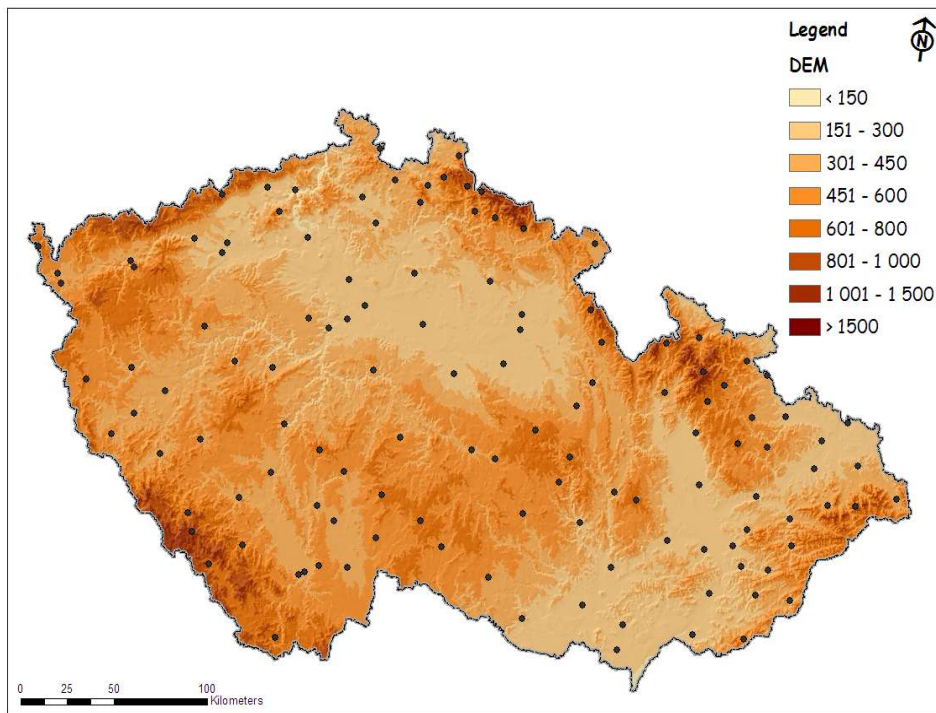 Legend
N
DEM
< 150
151 - 300
301 - 450
451 - 600
601 - 800
801 - 1 000
1 001 - 1 500
> 1500
0 25 50 100
Kilometers